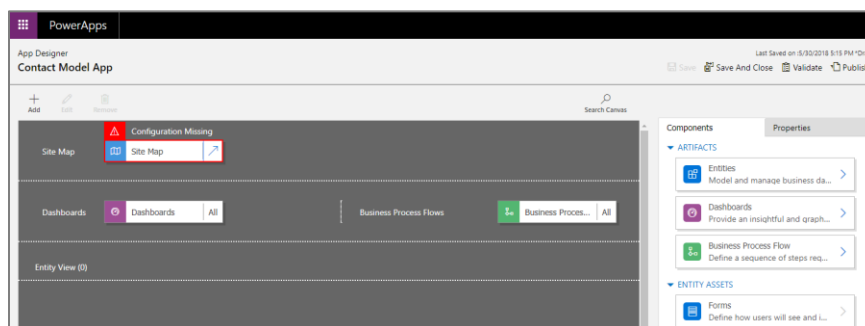 PowerApps
App Designer
Contact Model App
Last Saved on :5/30/2018 5:15 PM
Save
Save And Close
Validate
Publish
Add
Edit
Remove
Search Canvas
Configuration Missing
Site Map
Site Map
Dashboards
Dashboards
All
Business Process Flows
Business Proces...
All
Entity View (0)
Components
Properties
ARTIFACTS
Entities
Model and manage business da...
Dashboards
Provide an insightful and graph...
Business Process Flow
Define a sequence of steps req...
ENTITY ASSETS
Forms
Define how users will see and i...